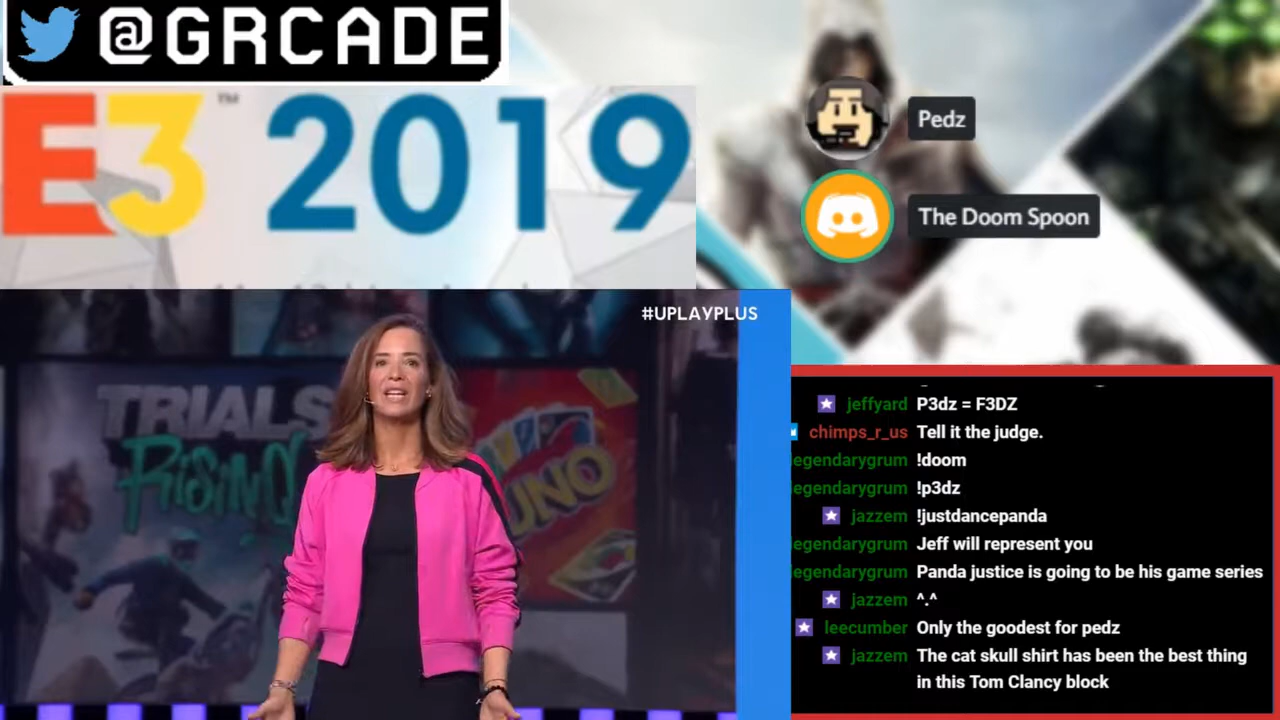 @GRCADE
E3™ 2019
Pedz
The Doom Spoon
#UPLAYPLUS
TRIALS
RISING
UNO
jeffyard P3dz = F3DZ
chimps_r_us Tell it the judge.
egendarygrum !doom
egendarygrum !p3dz
jazzem !justdancepanda
egendarygrum Jeff will represent you
egendarygrum Panda justice is going to be his game series
jazzem ^.^
leecumber Only the goodest for pedz
jazzem The cat skull shirt has been the best thing
in this Tom Clancy block